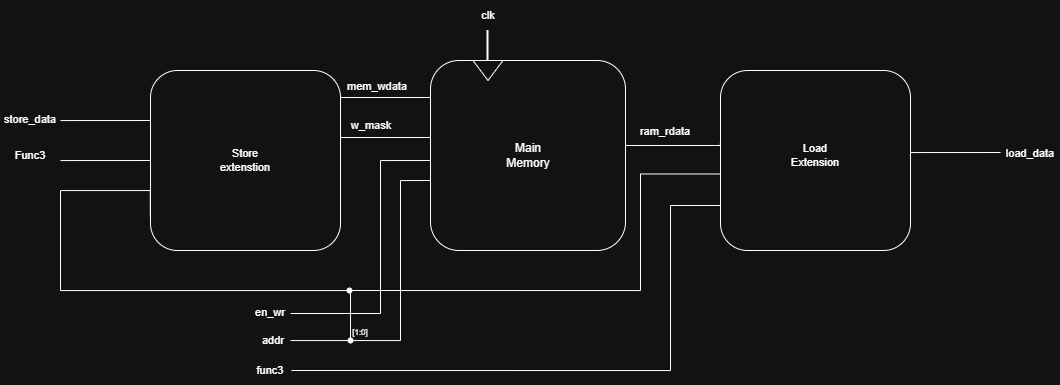 clk
mem_wdata
store_data
w_mask
Func3
Store
extenstion
Main
Memory
ram_rdata
Load
Extension
load_data
en_wr
[1:0]
addr
func3